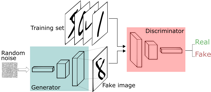 Training set
Discriminator
Random
noise
Real
Fake
Generator
Fake image